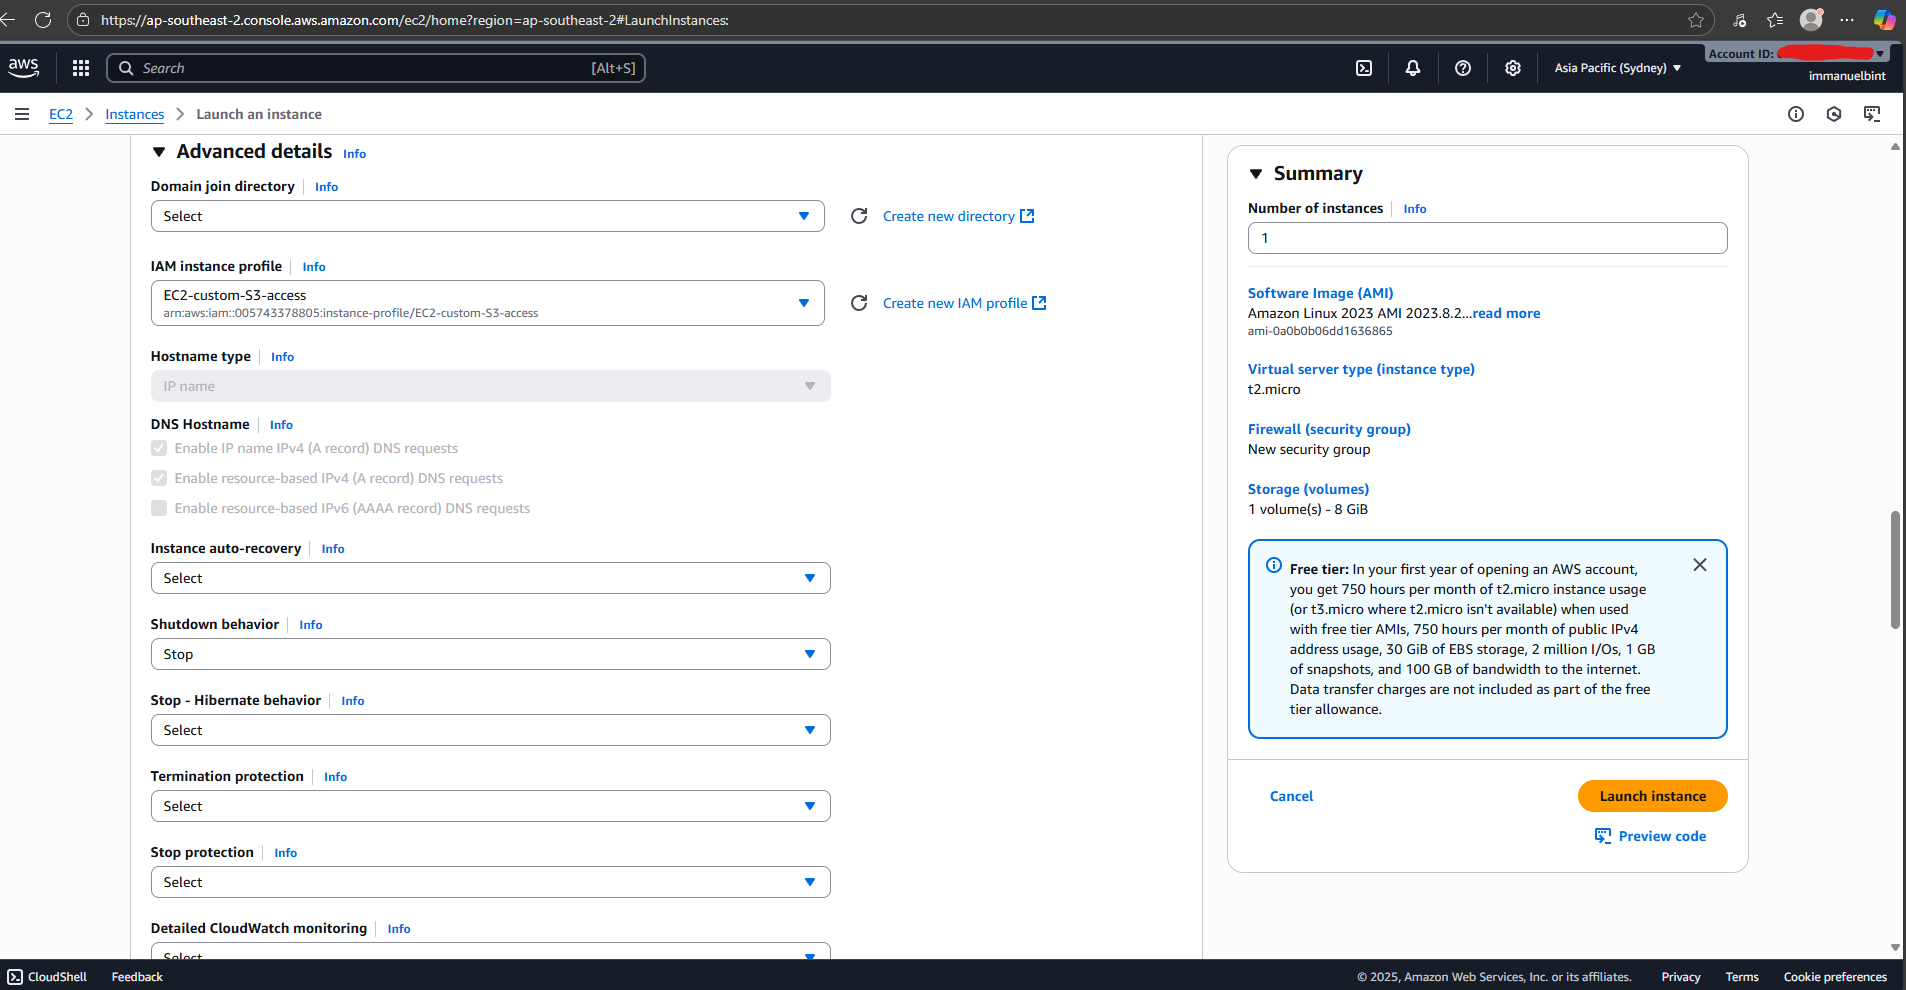 https://ap-southeast-2.console.aws.amazon.com/ec2/home?region=ap-southeast-2#LaunchInstances:
aws
Search
[Alt+S]
Asia Pacific (Sydney)
Account ID:
immanuelbint
EC2
Instances
Launch an instance
Advanced details Info
Domain join directory Info
Select
Create new directory
IAM instance profile Info
EC2-custom-S3-access
arn:aws:iam::005743378805:instance-profile/EC2-custom-S3-access
Create new IAM profile
Hostname type Info
IP name
DNS Hostname Info
Enable IP name IPv4 (A record) DNS requests
Enable resource-based IPv4 (A record) DNS requests
Enable resource-based IPv6 (AAAA record) DNS requests
Instance auto-recovery Info
Select
Shutdown behavior Info
Stop
Stop - Hibernate behavior Info
Select
Termination protection Info
Select
Stop protection Info
Select
Detailed CloudWatch monitoring Info
Select
Summary
Number of instances Info
1
Software Image (AMI)
Amazon Linux 2023 AMI 2023.8.2...read more
ami-0a0b0b06dd1636865
Virtual server type (instance type)
t2.micro
Firewall (security group)
New security group
Storage (volumes)
1 volume(s) - 8 GiB
Free tier: In your first year of opening an AWS account,
you get 750 hours per month of t2.micro instance usage
(or t3.micro where t2.micro isn't available) when used
with free tier AMIs, 750 hours per month of public IPv4
address usage, 30 GiB of EBS storage, 2 million I/Os, 1 GB
of snapshots, and 100 GB of bandwidth to the internet.
Data transfer charges are not included as part of the free
tier allowance.
Cancel
Launch instance
Preview code
CloudShell
Feedback
© 2025, Amazon Web Services, Inc. or its affiliates.
Privacy
Terms
Cookie preferences